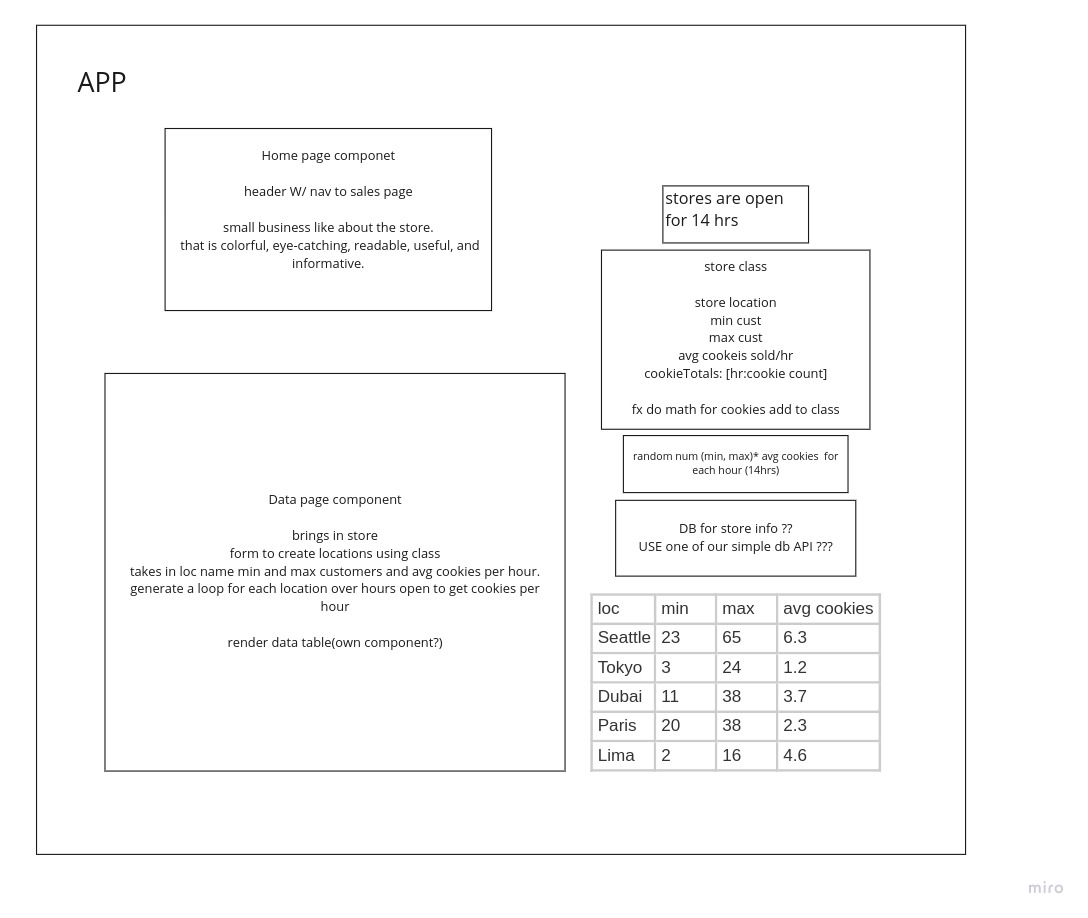 APP
Home page componet
header W/ nav to sales page
small business like about the store.
that is colorful, eye-catching, readable, useful, and
informative.
stores are open
for 14 hrs
store class
store location
min cust
max cust
avg cookeis sold/hr
cookieTotals: [hr:cookie count]
fx do math for cookies add to class
random num (min, max)* avg cookies for
each hour (14hrs)
DB for store info ??
USE one of our simple db API ???
Data page component
brings in store
form to create locations using class
takes in loc name min and max customers and avg cookies per hour.
generate a loop for each location over hours open to get cookies per
hour
render data table(own component?)
loc min max avg cookies
Seattle 23 65 6.3
Tokyo 3 24 1.2
Dubai 11 38 3.7
Paris 20 38 2.3
Lima 2 16 4.6
miro